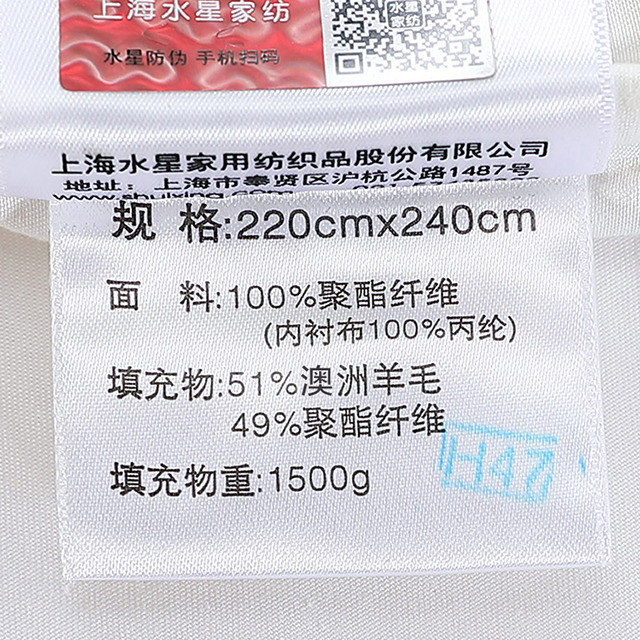 上海水星家纺
水星防伪 手机扫码
水星
家纺
上海水星家用纺织品股份有限公司
地址：上海市奉贤区沪杭公路1487号
规 格:220cmx240cm
面 料:100%聚酯纤维
(内衬布100%丙纶)
填充物:51%澳洲羊毛
49%聚酯纤维
填充物重:1500g
H47